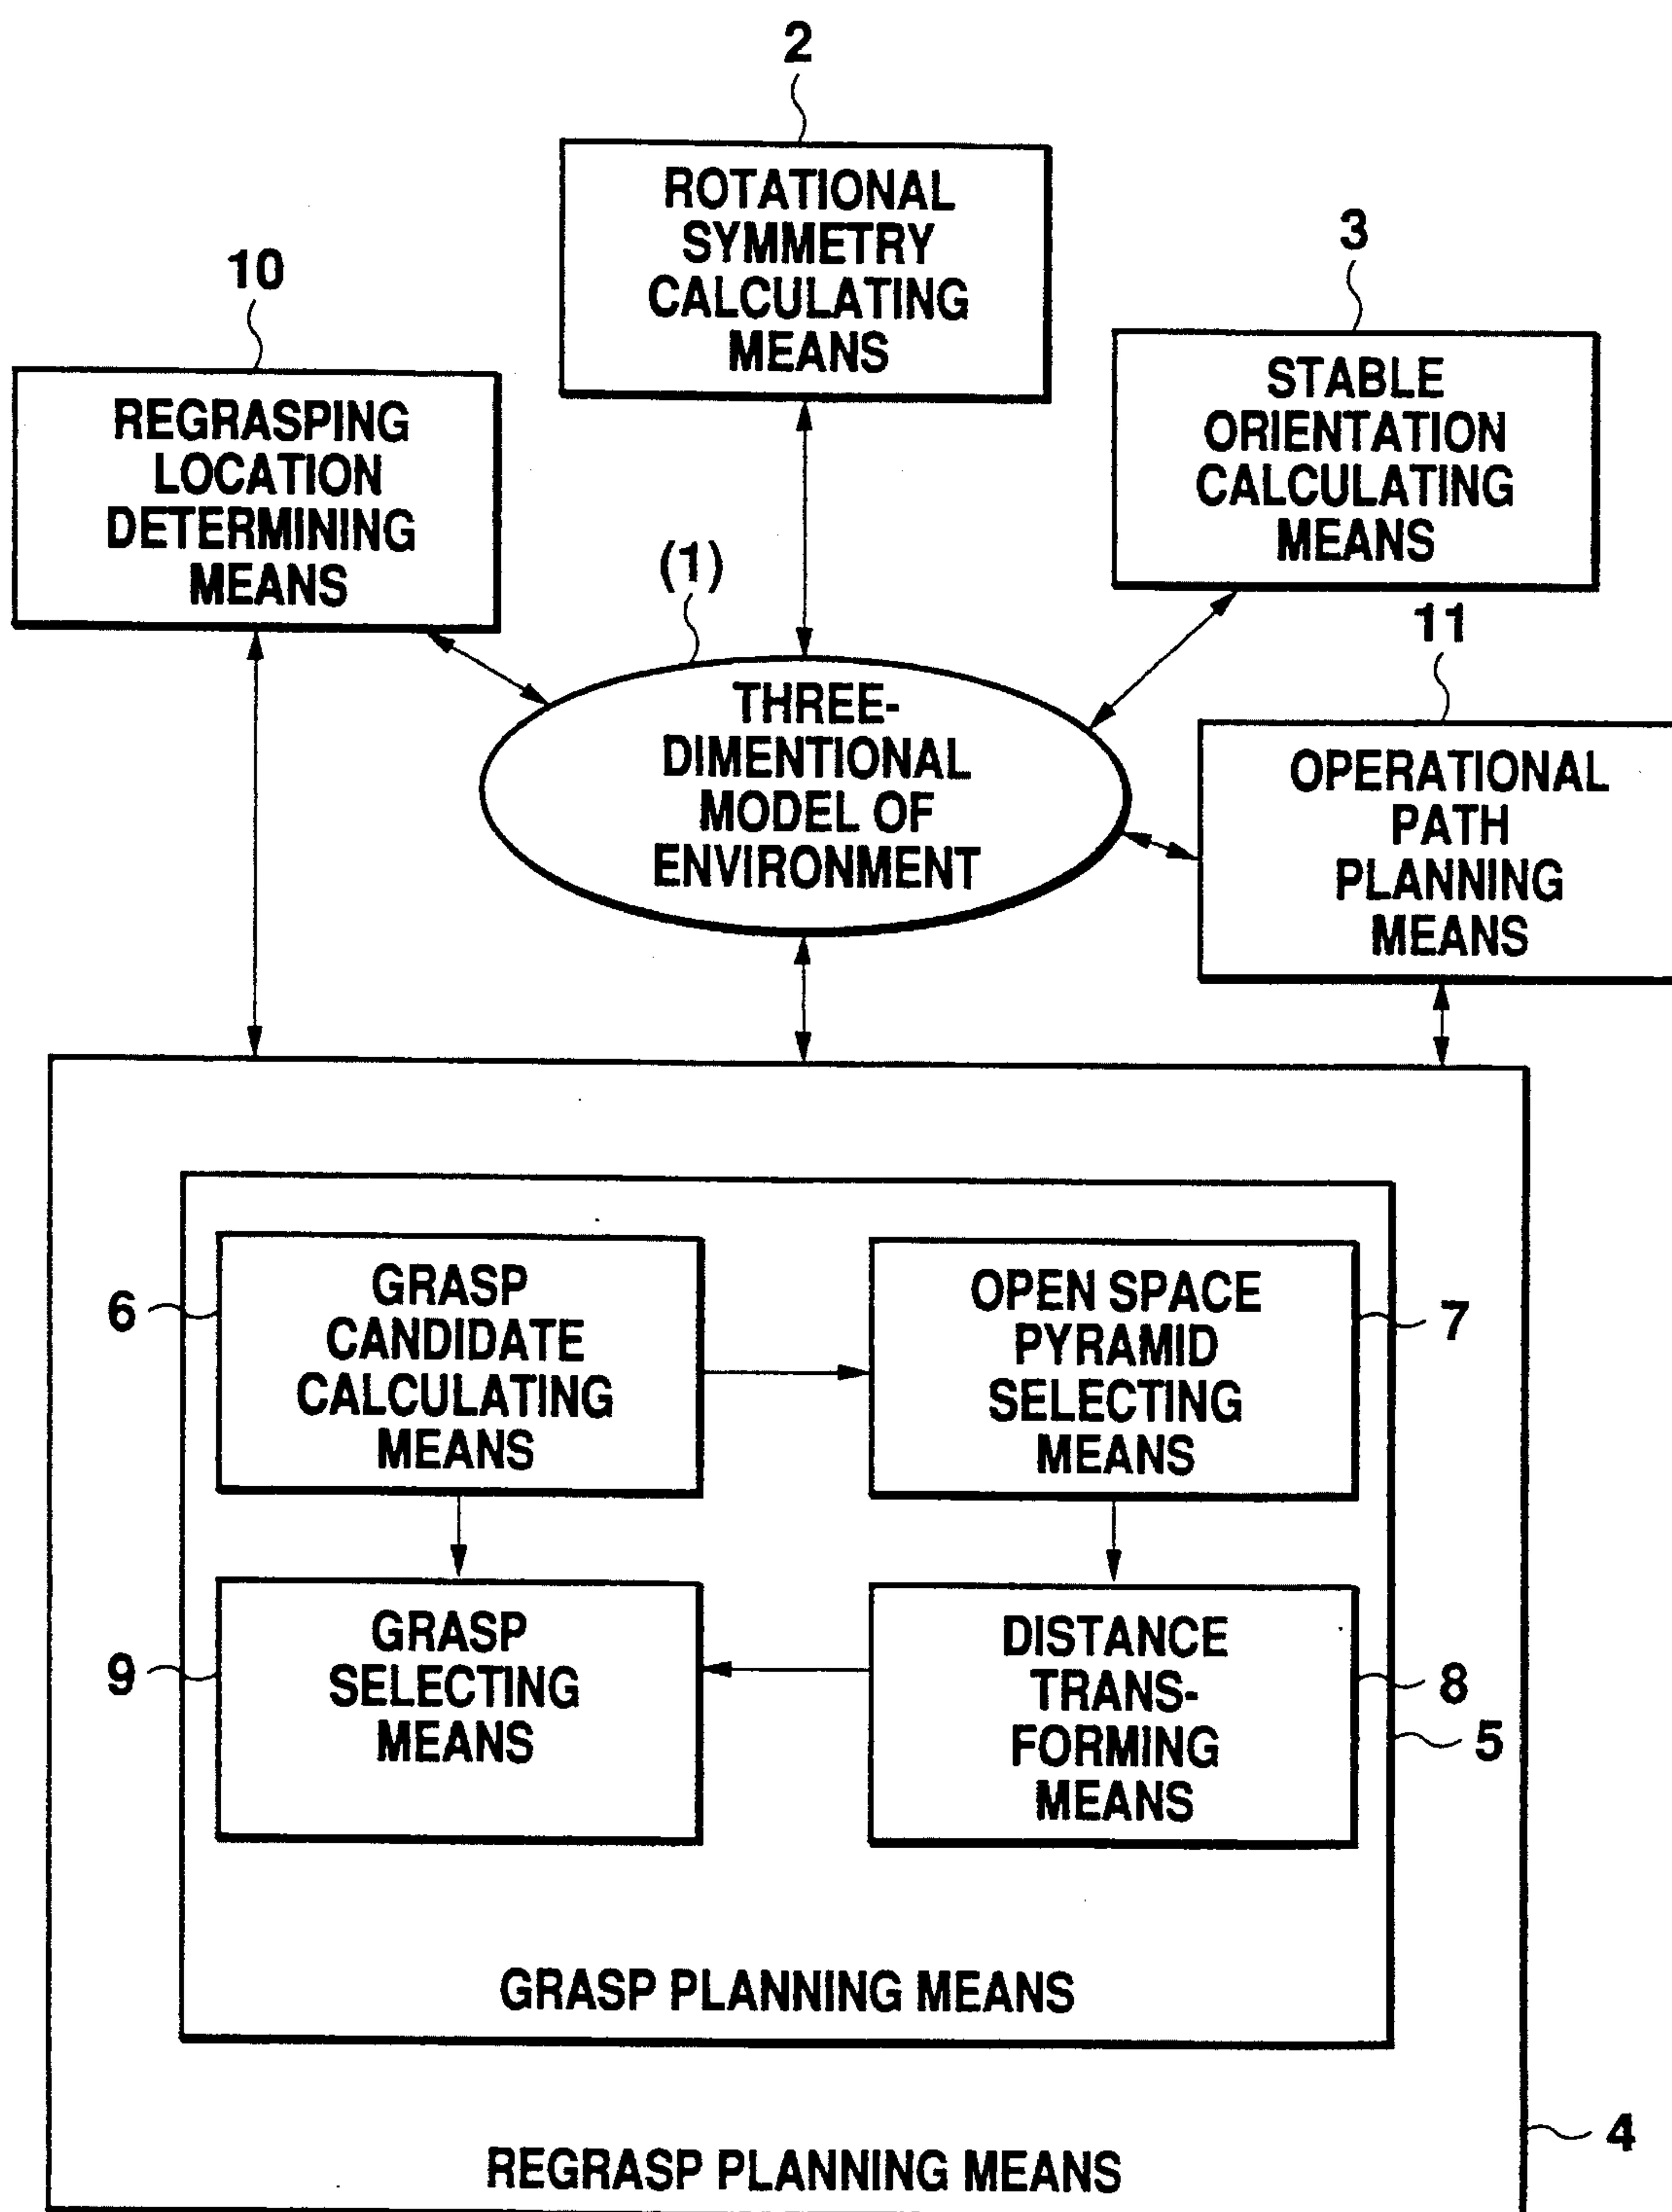 2
ROTATIONAL
SYMMETRY
CALCULATING
MEANS
3
STABLE
ORIENTATION
CALCULATING
MEANS
10
REGRASPING
LOCATION
DETERMINING
MEANS
(1)
THREE-
DIMENTIONAL
MODEL OF
ENVIRONMENT
11
OPERATIONAL
PATH
PLANNING
MEANS
6
GRASP
CANDIDATE
CALCULATING
MEANS
OPEN SPACE
PYRAMID
SELECTING
MEANS
7
9
GRASP
SELECTING
MEANS
DISTANCE
TRANS-
FORMING
MEANS
8
5
GRASP PLANNING MEANS
4
REGRASP PLANNING MEANS